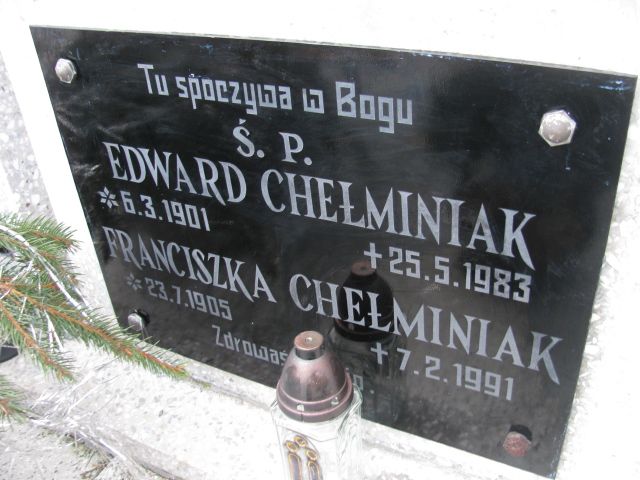 Tu spoczywa w Bogu
Ś. P.
EDWARD CHEŁMINIAK
* 6.3.1901 + 25.5.1983
FRANCISZKA CHEŁMINIAK
* 23.7.1905 + 7.2.1991